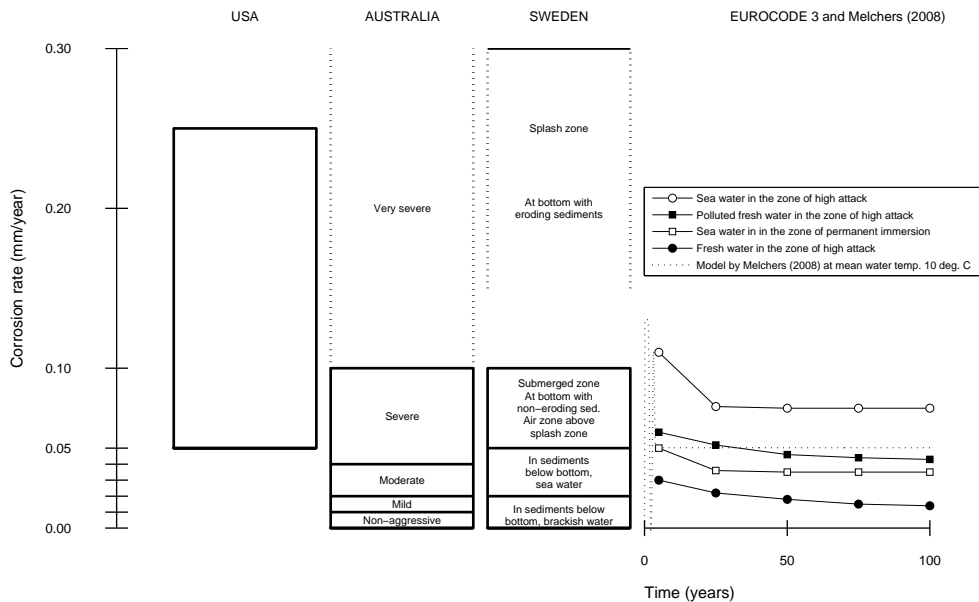 USA
AUSTRALIA
SWEDEN
EUROCODE 3 and Melchers (2008)
Corrosion rate (mm/year)
0.30
0.20
0.10
0.05
0.00
Very severe
Severe
Moderate
Mild
Non−aggressive
Splash zone
At bottom with
eroding sediments
Submerged zone
At bottom with
non−eroding sed.
Air zone above
splash zone
In sediments
below bottom,
sea water
In sediments below
bottom, brackish water
Sea water in the zone of high attack
Polluted fresh water in the zone of high attack
Sea water in in the zone of permanent immersion
Fresh water in the zone of high attack
Model by Melchers (2008) at mean water temp. 10 deg. C
0 50 100
Time (years)